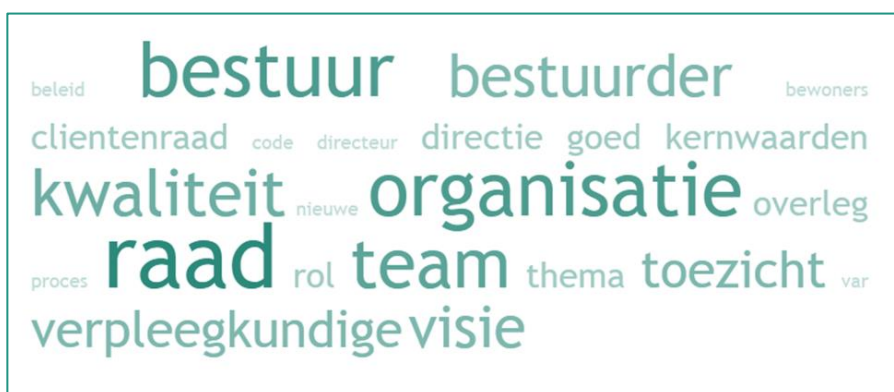 beleid bestuur bestuurder bewoners
clientenraad code directeur directie goed kernwaarden
kwaliteit nieuwe organisatie overleg
proces raad rol team thema toezicht var
verpleegkundige visie